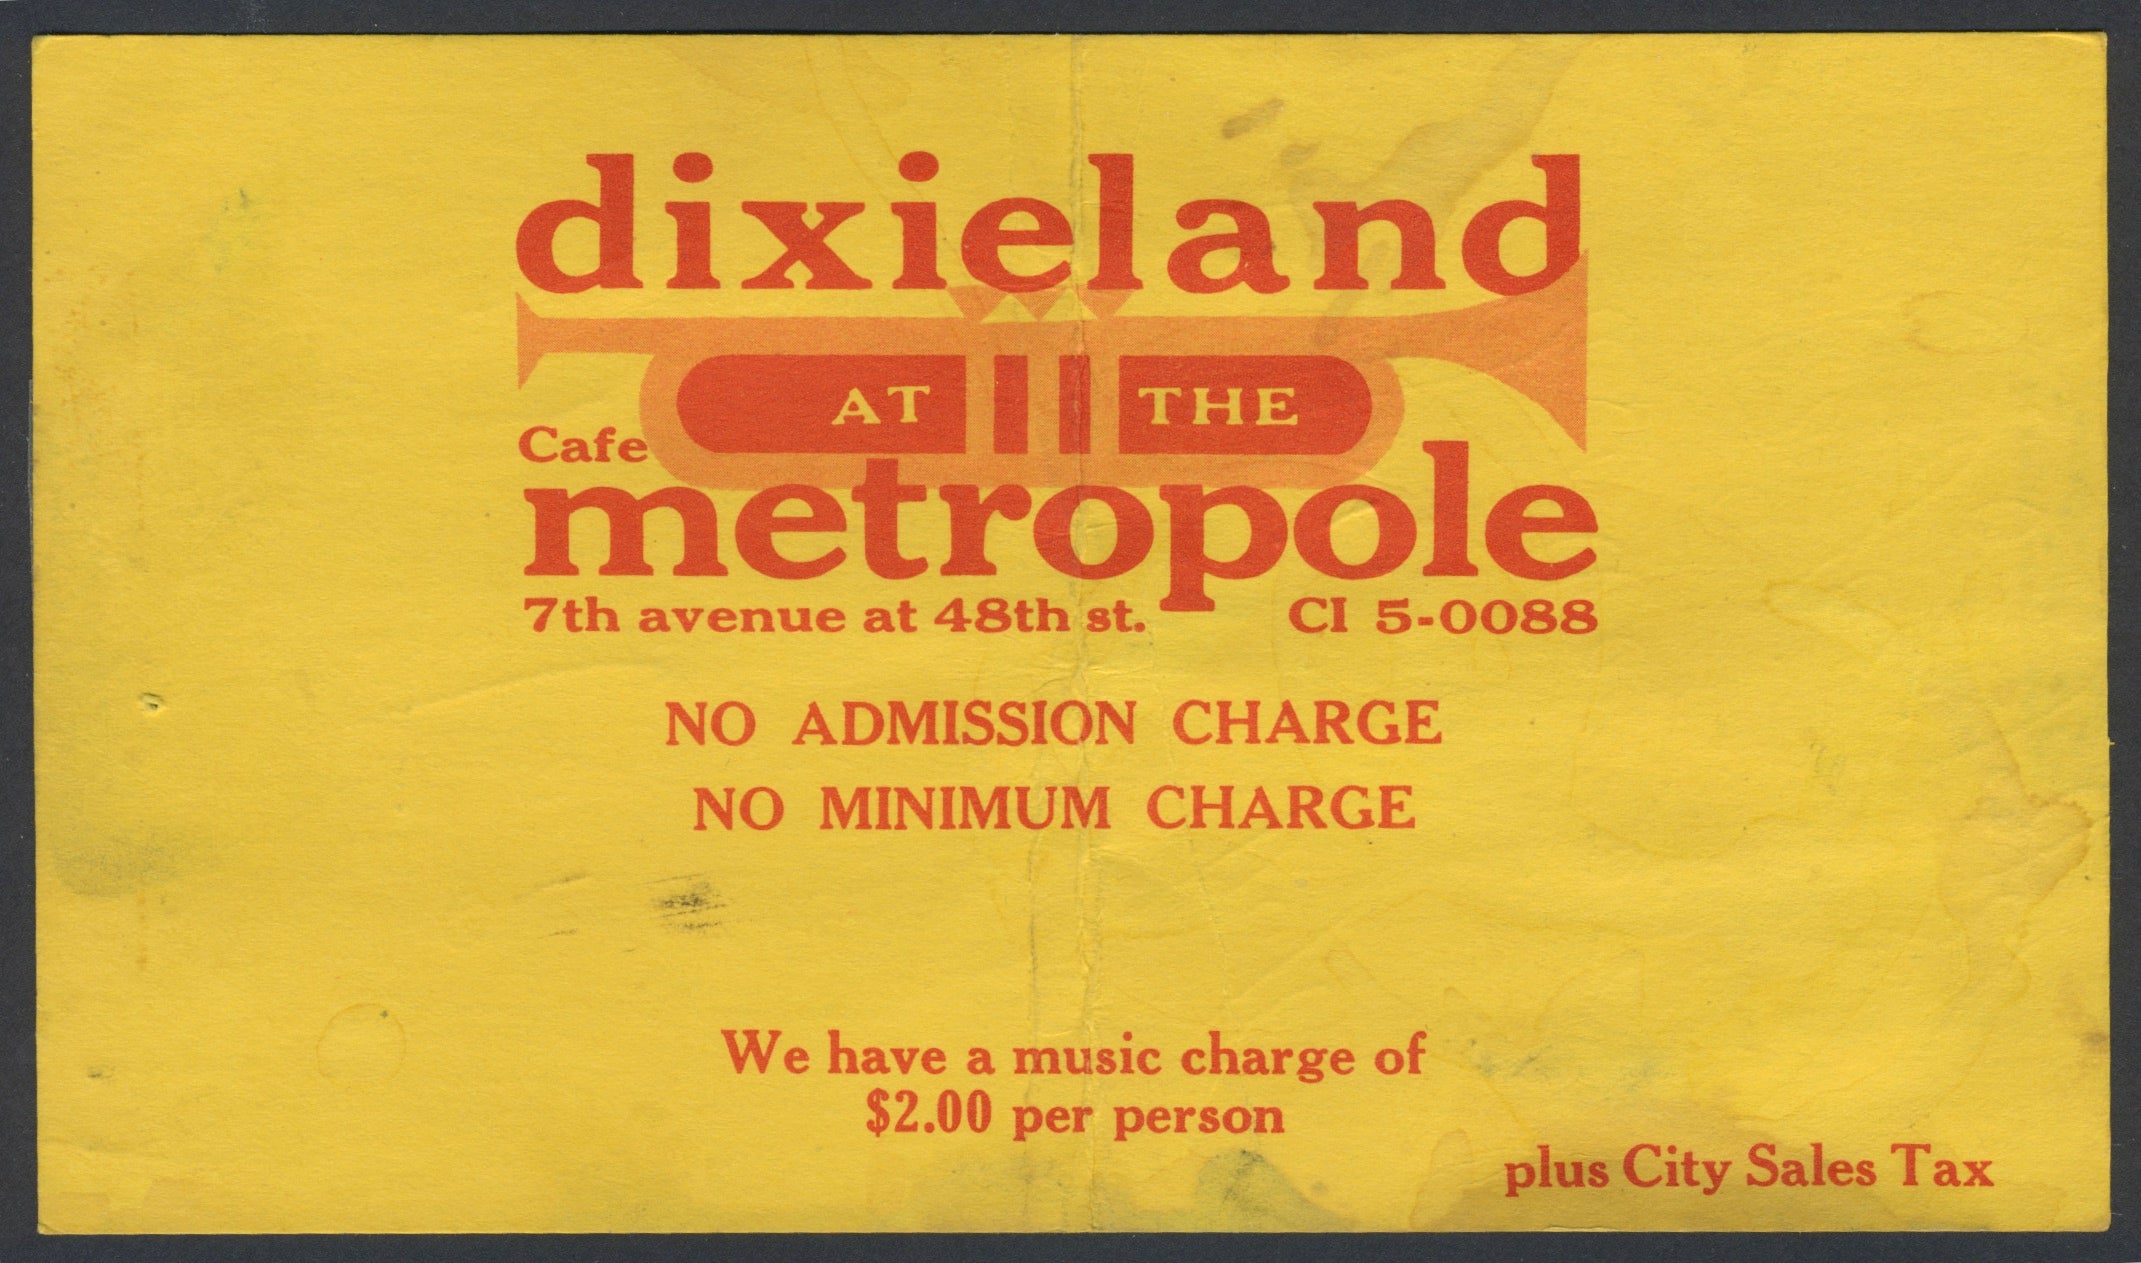 dixieland
AT THE
Cafe
metropole
7th avenue at 48th st. CI 5-0088
NO ADMISSION CHARGE
NO MINIMUM CHARGE
We have a music charge of
$2.00 per person
plus City Sales Tax